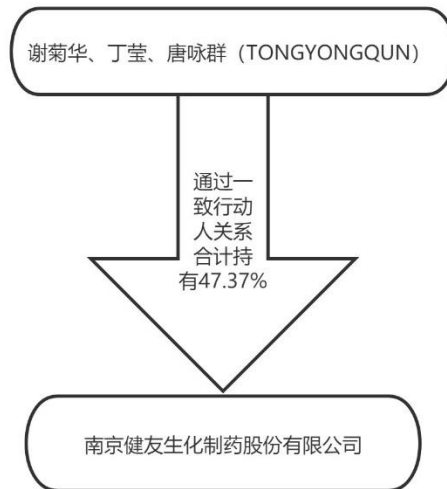 谢菊华、丁莹、唐咏群（TONGYONGQUN）
通过一
致行动
人关系
合计持
有47.37%
南京健友生化制药股份有限公司